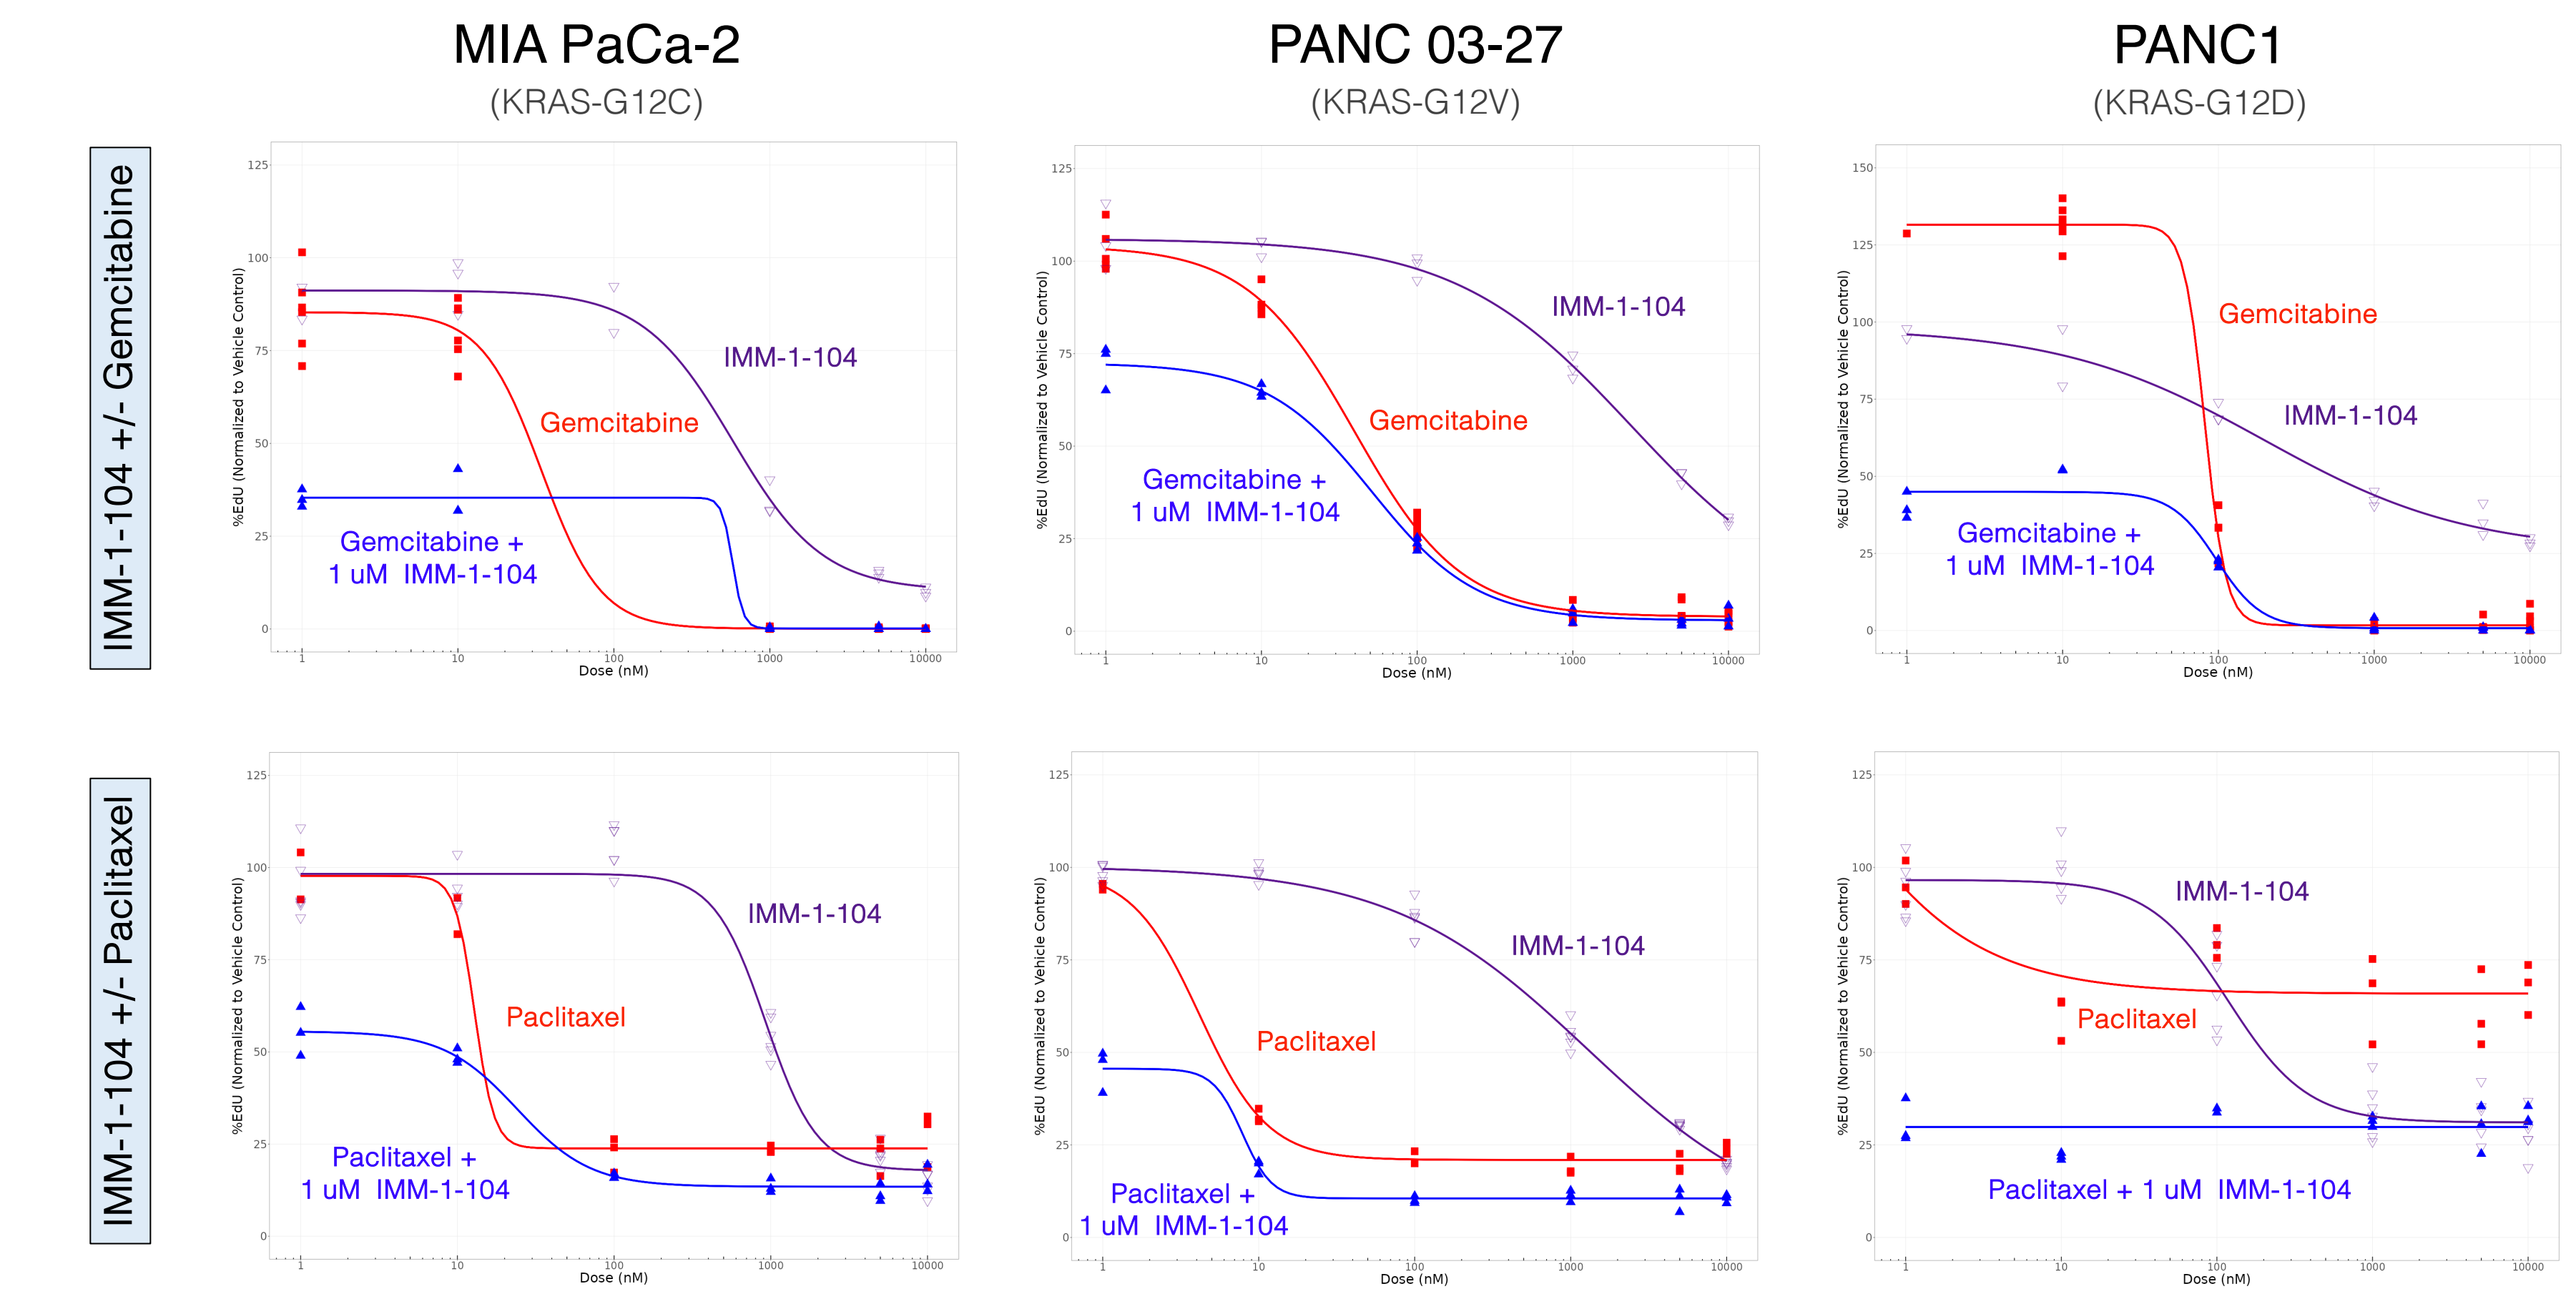 MIA PaCa-2
(KRAS-G12C)
PANC 03-27
(KRAS-G12V)
PANC1
(KRAS-G12D)
IMM-1-104 +/- Gemcitabine
%EdU (Normalized to Vehicle Control)
125
100
75
50
25
0
IMM-1-104
Gemcitabine
Gemcitabine +
1 uM IMM-1-104
1
10
100
1000
10000
Dose (nM)
%EdU (Normalized to Vehicle Control)
125
100
75
50
25
0
IMM-1-104
Gemcitabine
Gemcitabine +
1 uM IMM-1-104
1
10
100
1000
10000
Dose (nM)
%EdU (Normalized to Vehicle Control)
150
125
100
75
50
25
0
Gemcitabine
IMM-1-104
Gemcitabine +
1 uM IMM-1-104
1
10
100
1000
10000
Dose (nM)
IMM-1-104 +/- Paclitaxel
%EdU (Normalized to Vehicle Control)
125
100
75
50
25
0
IMM-1-104
Paclitaxel
Paclitaxel +
1 uM IMM-1-104
1
10
100
1000
10000
Dose (nM)
%EdU (Normalized to Vehicle Control)
125
100
75
50
25
0
IMM-1-104
Paclitaxel
Paclitaxel +
1 uM IMM-1-104
1
10
100
1000
10000
Dose (nM)
%EdU (Normalized to Vehicle Control)
125
100
75
50
25
0
IMM-1-104
Paclitaxel
Paclitaxel + 1 uM IMM-1-104
1
10
100
1000
10000
Dose (nM)